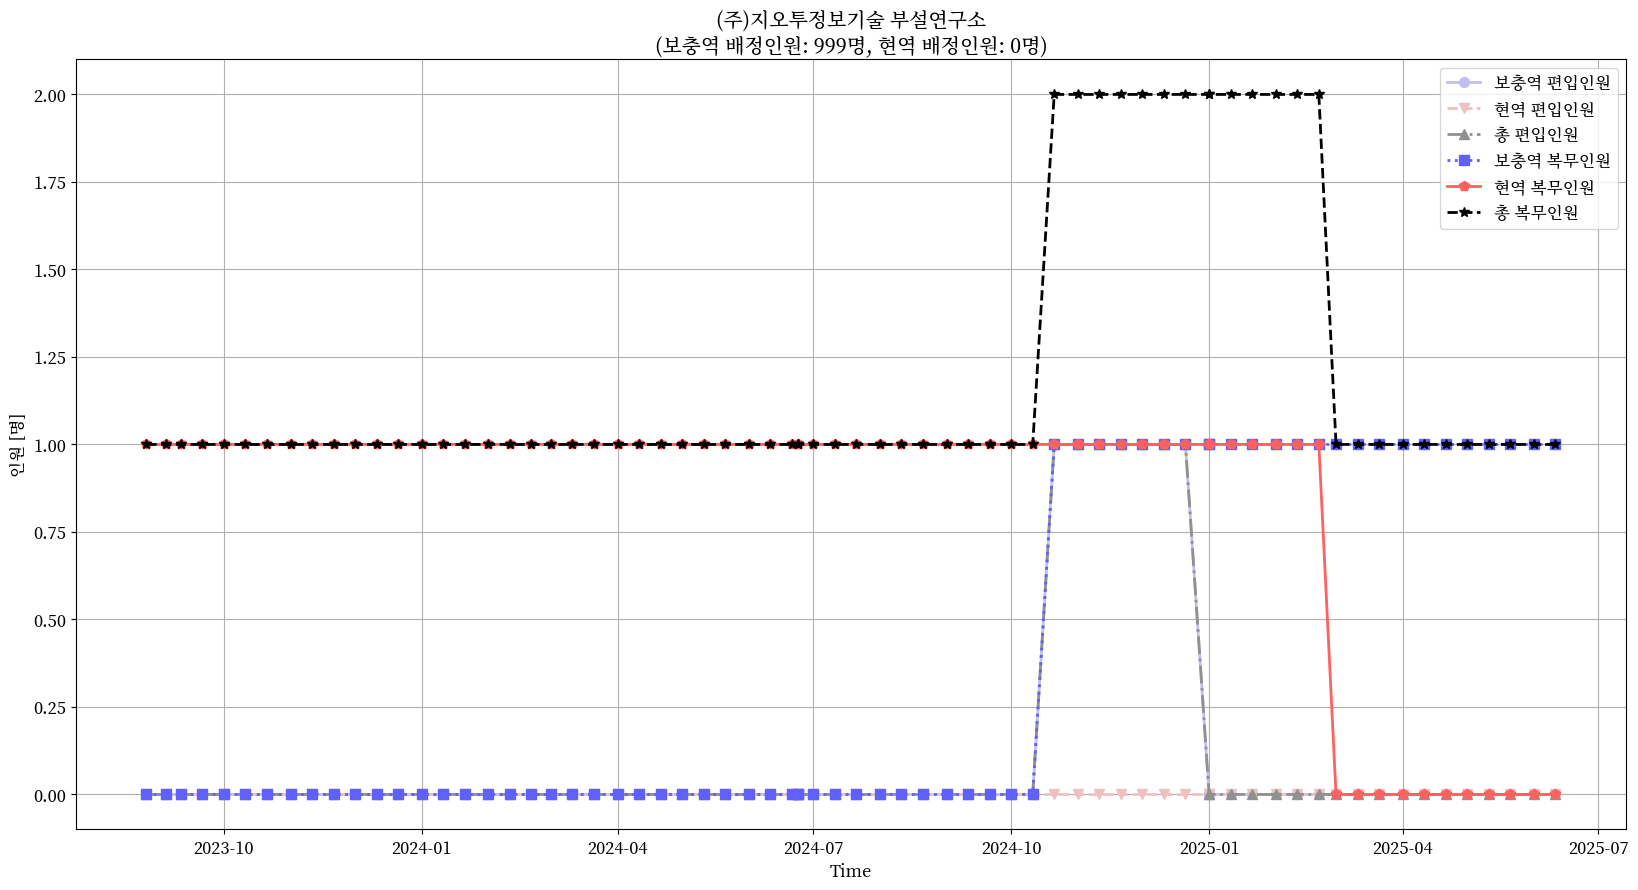 (주)지오투정보기술 부설연구소
(보충역 배정인원: 999명, 현역 배정인원: 0명)
보충역 편입인원
현역 편입인원
총 편입인원
보충역 복무인원
현역 복무인원
총 복무인원
2.00
1.75
1.50
1.25
1.00
0.75
0.50
0.25
0.00
인원 [명]
2023-10 2024-01 2024-04 2024-07 2024-10 2025-01 2025-04 2025-07
Time